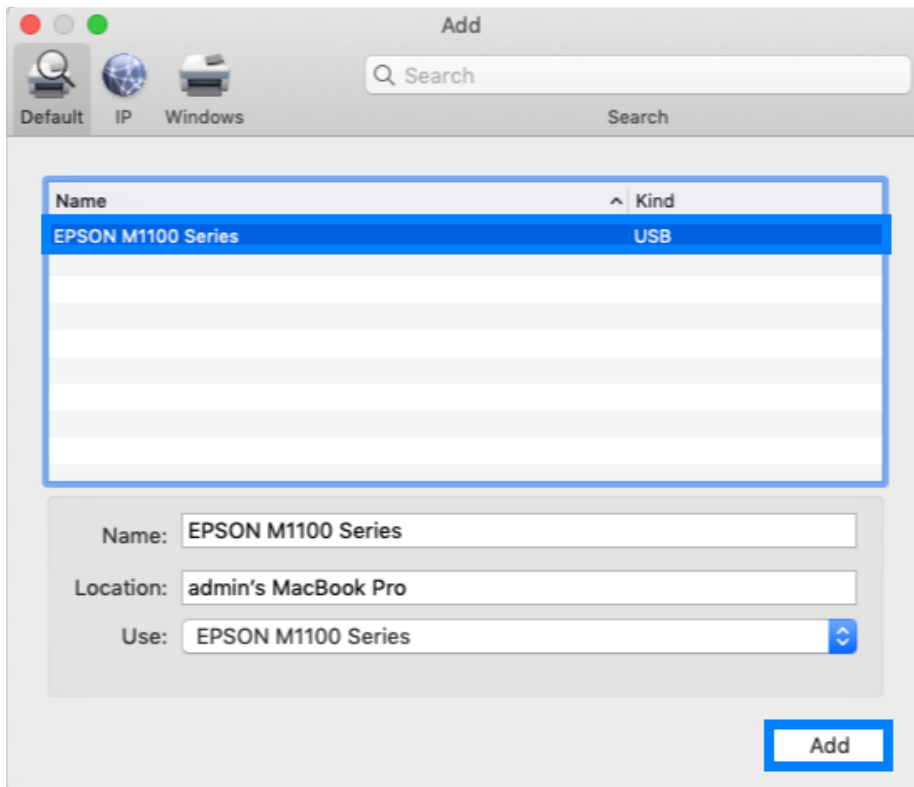 Add
Search
Default IP Windows Search
Name Kind
EPSON M1100 Series USB
Name: EPSON M1100 Series
Location: admin's MacBook Pro
Use: EPSON M1100 Series
Add